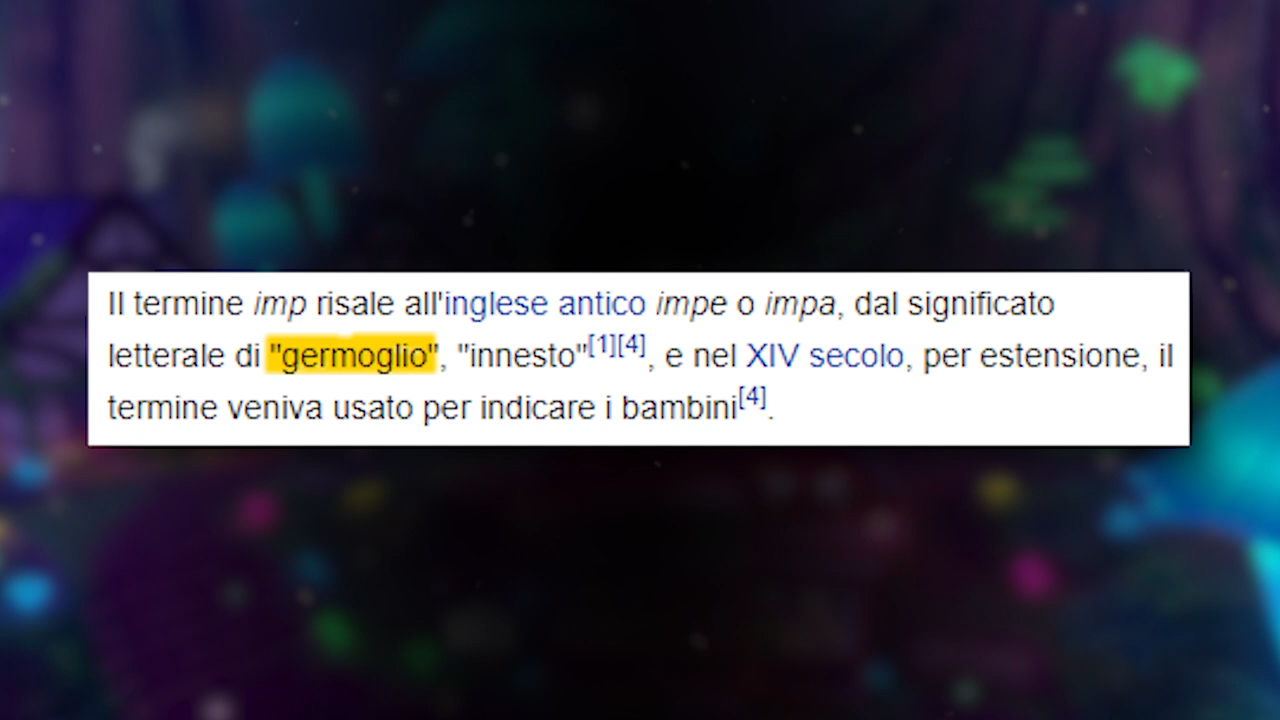 Il termine imp risale all'inglese antico impe o impa, dal significato
letterale di "germoglio", "innesto"[1][4], e nel XIV secolo, per estensione, il
termine veniva usato per indicare i bambini[4].